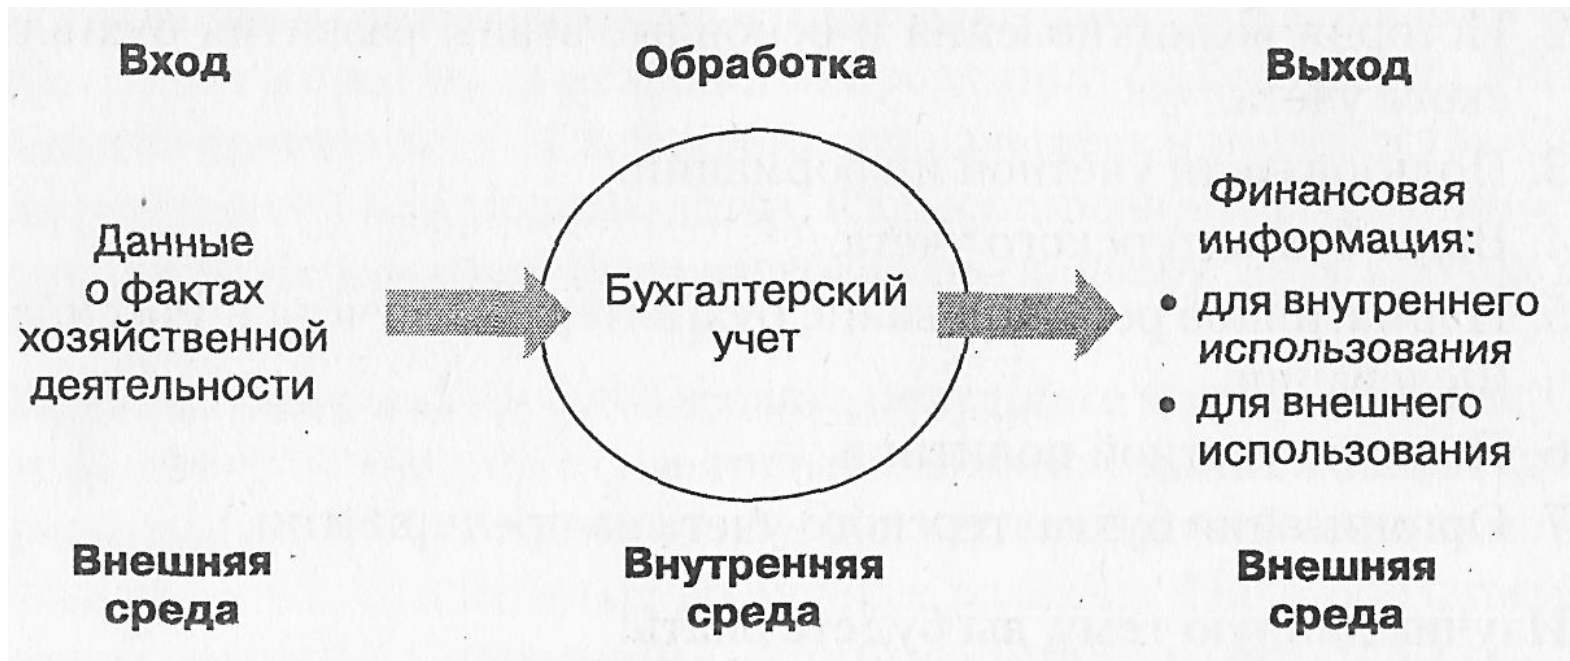 Вход
Обработка
Выход
Данные
о фактах
хозяйственной
деятельности
Бухгалтерский
учет
Финансовая
информация:
• для внутреннего
использования
• для внешнего
использования
Внешняя
среда
Внутренняя
среда
Внешняя
среда